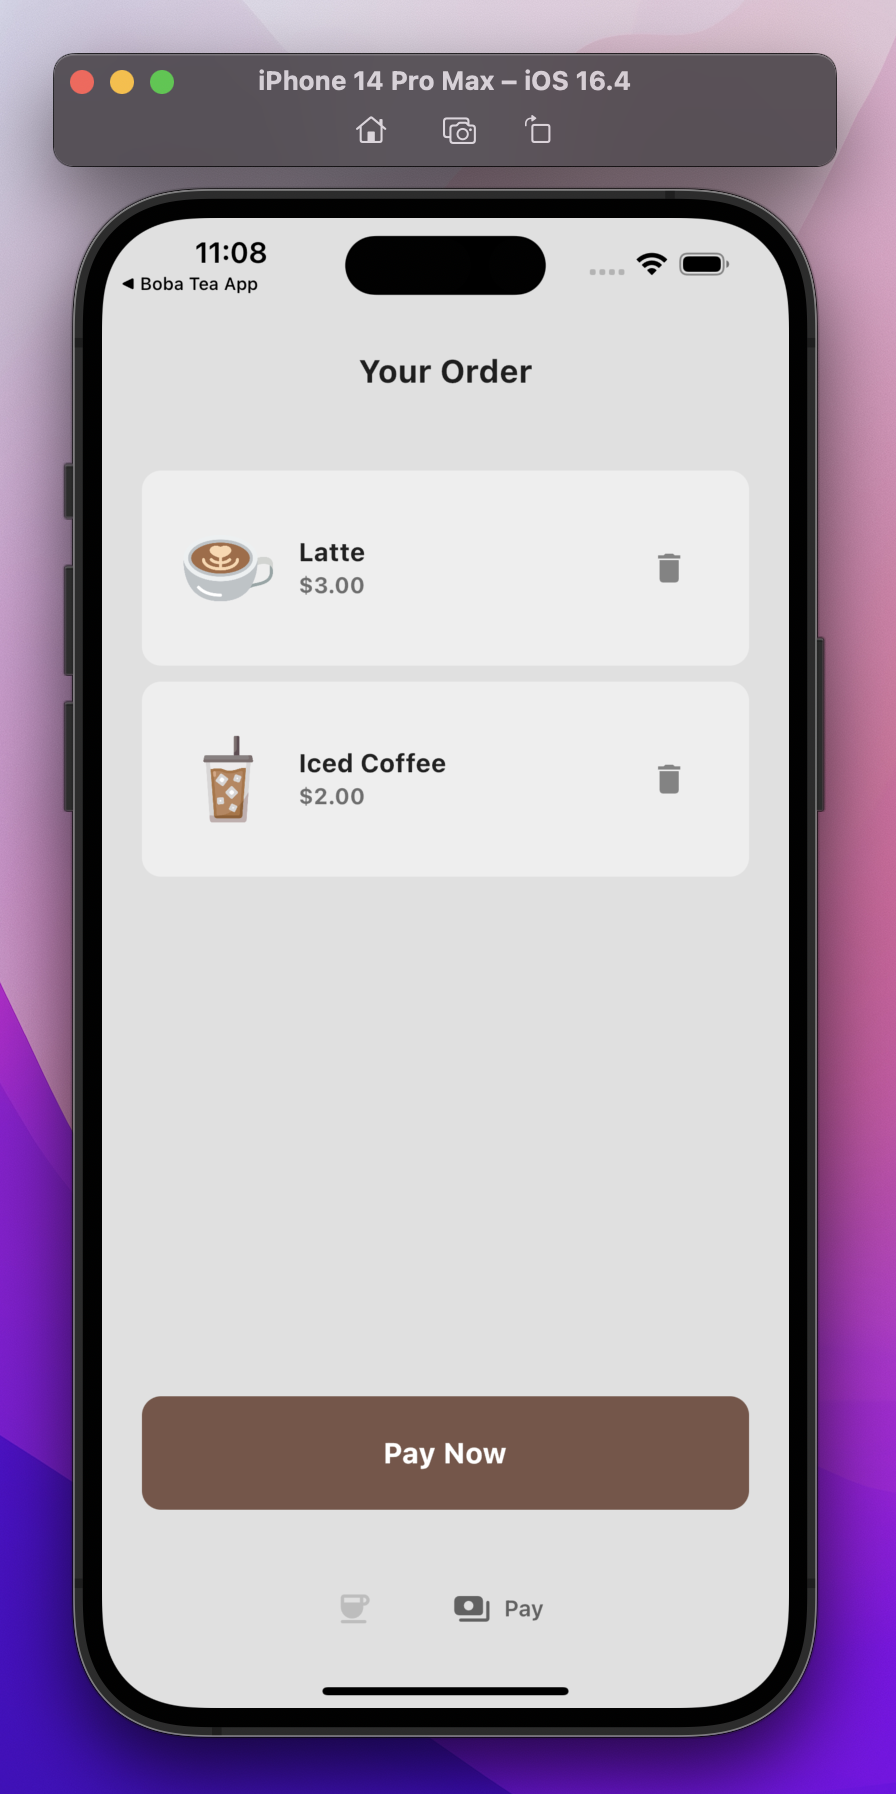 iPhone 14 Pro Max – iOS 16.4
11:08
◀ Boba Tea App
Your Order
Latte
$3.00
Iced Coffee
$2.00
Pay Now
Pay